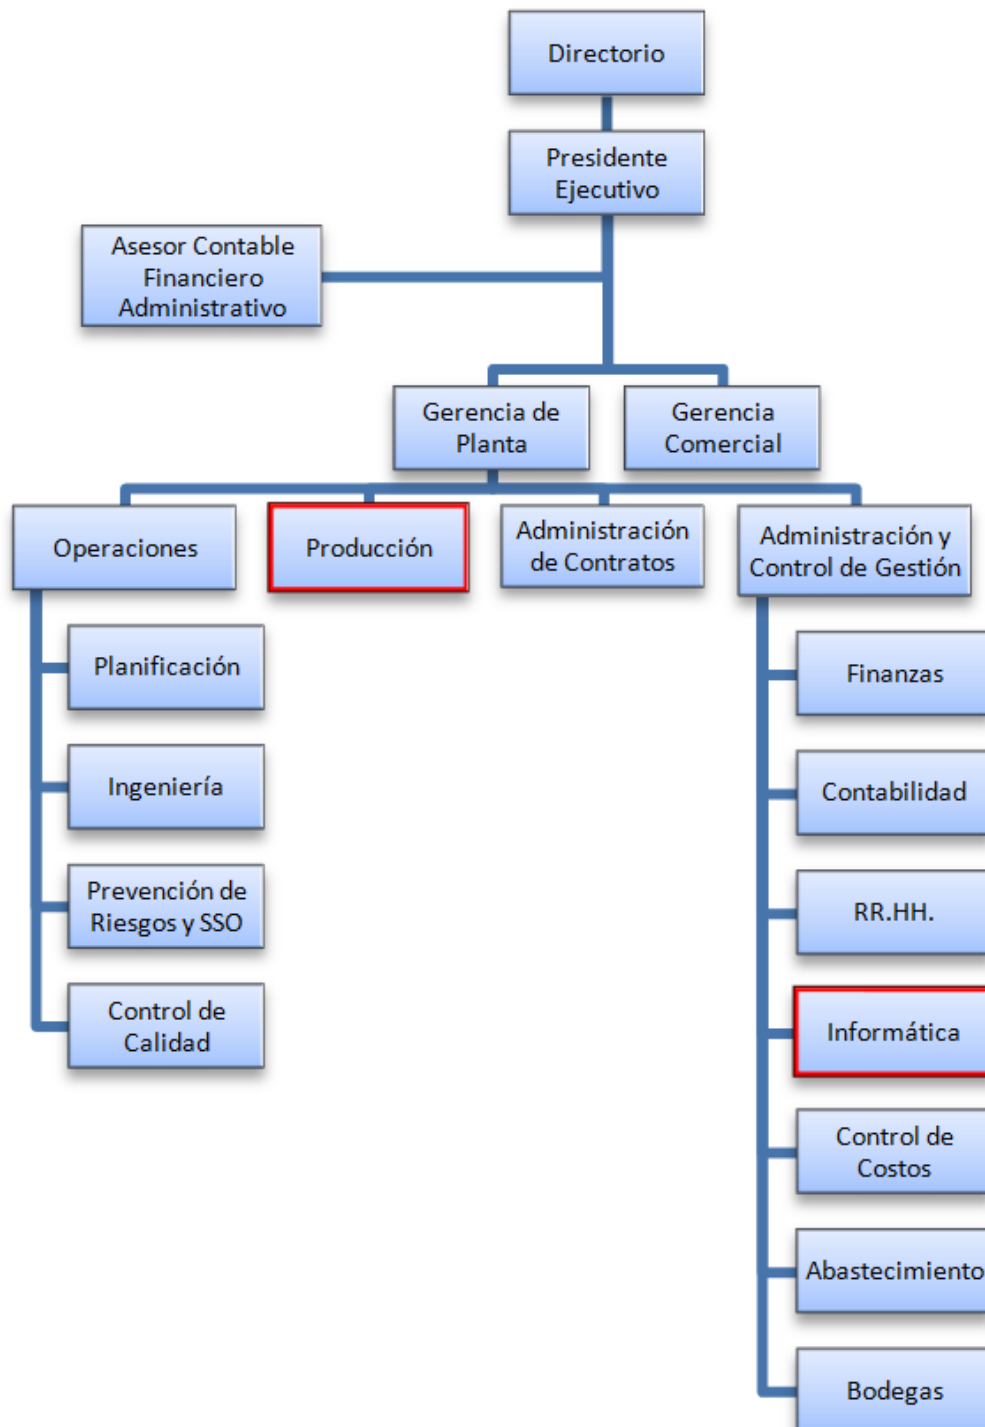 Directorio
Presidente
Ejecutivo
Asesor Contable
Financiero
Administrativo
Gerencia de
Planta
Gerencia
Comercial
Operaciones
Producción
Administración
de Contratos
Administración y
Control de Gestión
Planificación
Ingeniería
Prevención de
Riesgos y SSO
Control de
Calidad
Finanzas
Contabilidad
RR.HH.
Informática
Control de
Costos
Abastecimiento
Bodegas